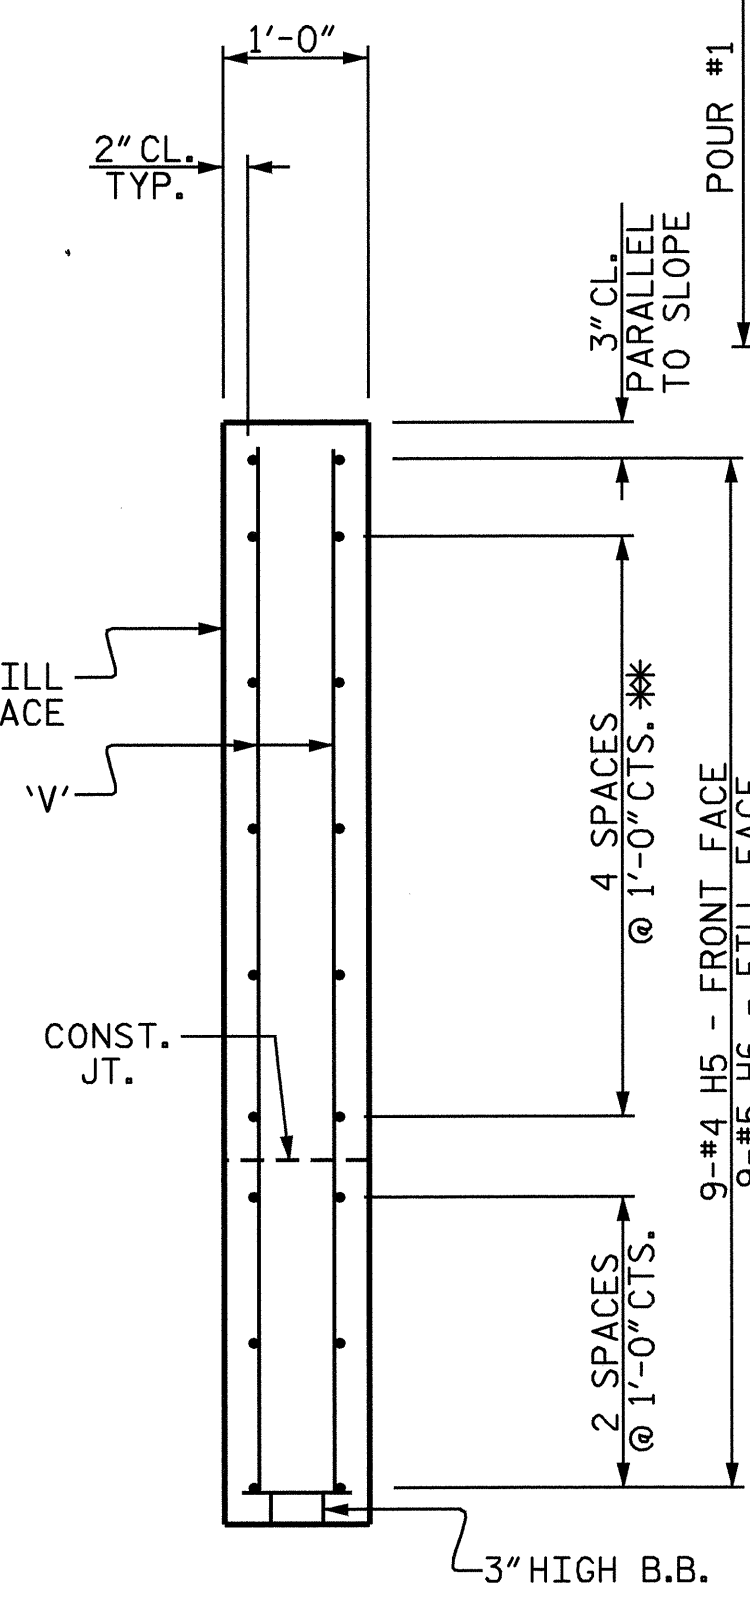 1'-0"
2" CL.
TYP.
POUR #1
3" CL.
PARALLEL
TO SLOPE
ILL
ACE
'V'
4 SPACES
@ 1'-0" CTS. **
9-#4 H5 - FRONT FACE
CONST.
JT.
2 SPACES
@ 1'-0" CTS.
3" HIGH B.B.